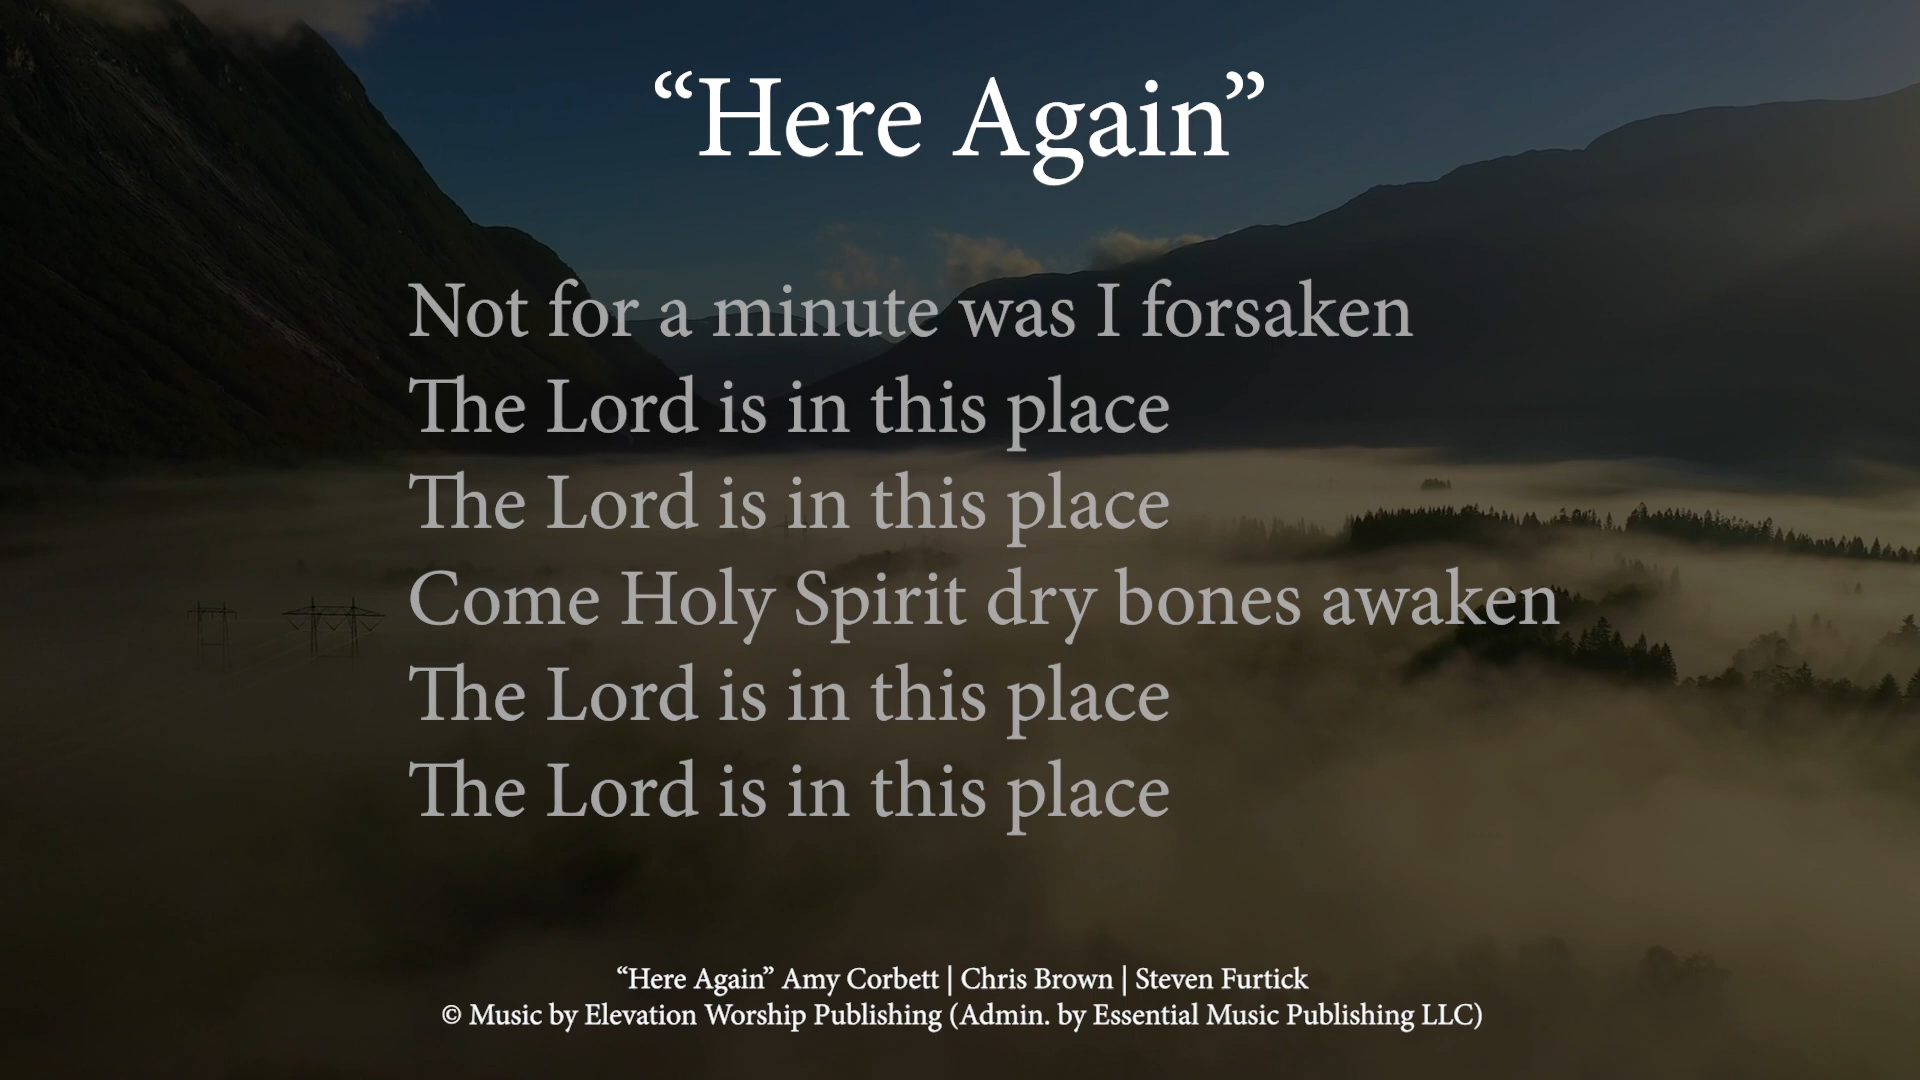 “Here Again”
Not for a minute was I forsaken
The Lord is in this place
The Lord is in this place
Come Holy Spirit dry bones awaken
The Lord is in this place
The Lord is in this place
“Here Again” Amy Corbett | Chris Brown | Steven Furtick
© Music by Elevation Worship Publishing (Admin. by Essential Music Publishing LLC)